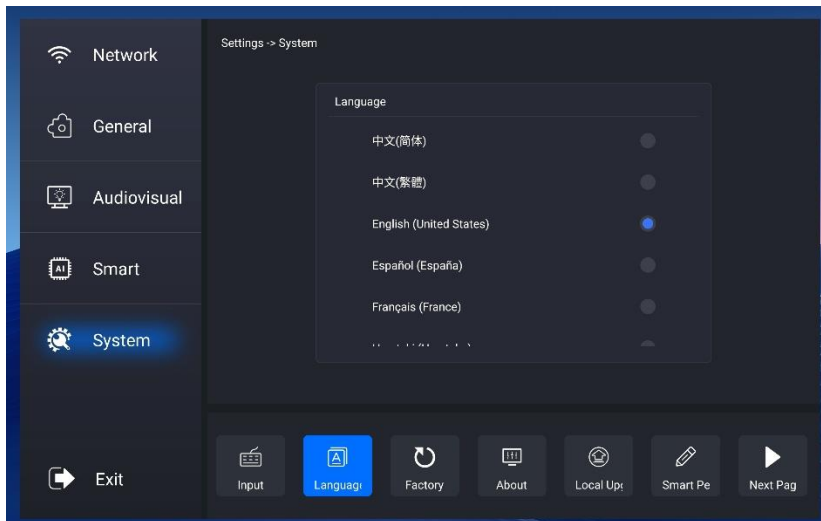 Network
General
Audiovisual
AI
Smart
System
Exit
Settings -> System
Language
中文(简体)
中文(繁體)
English (United States)
Español (España)
Français (France)
A
Input
Languag
Factory
About
Local Up
Smart Pe
Next Pag